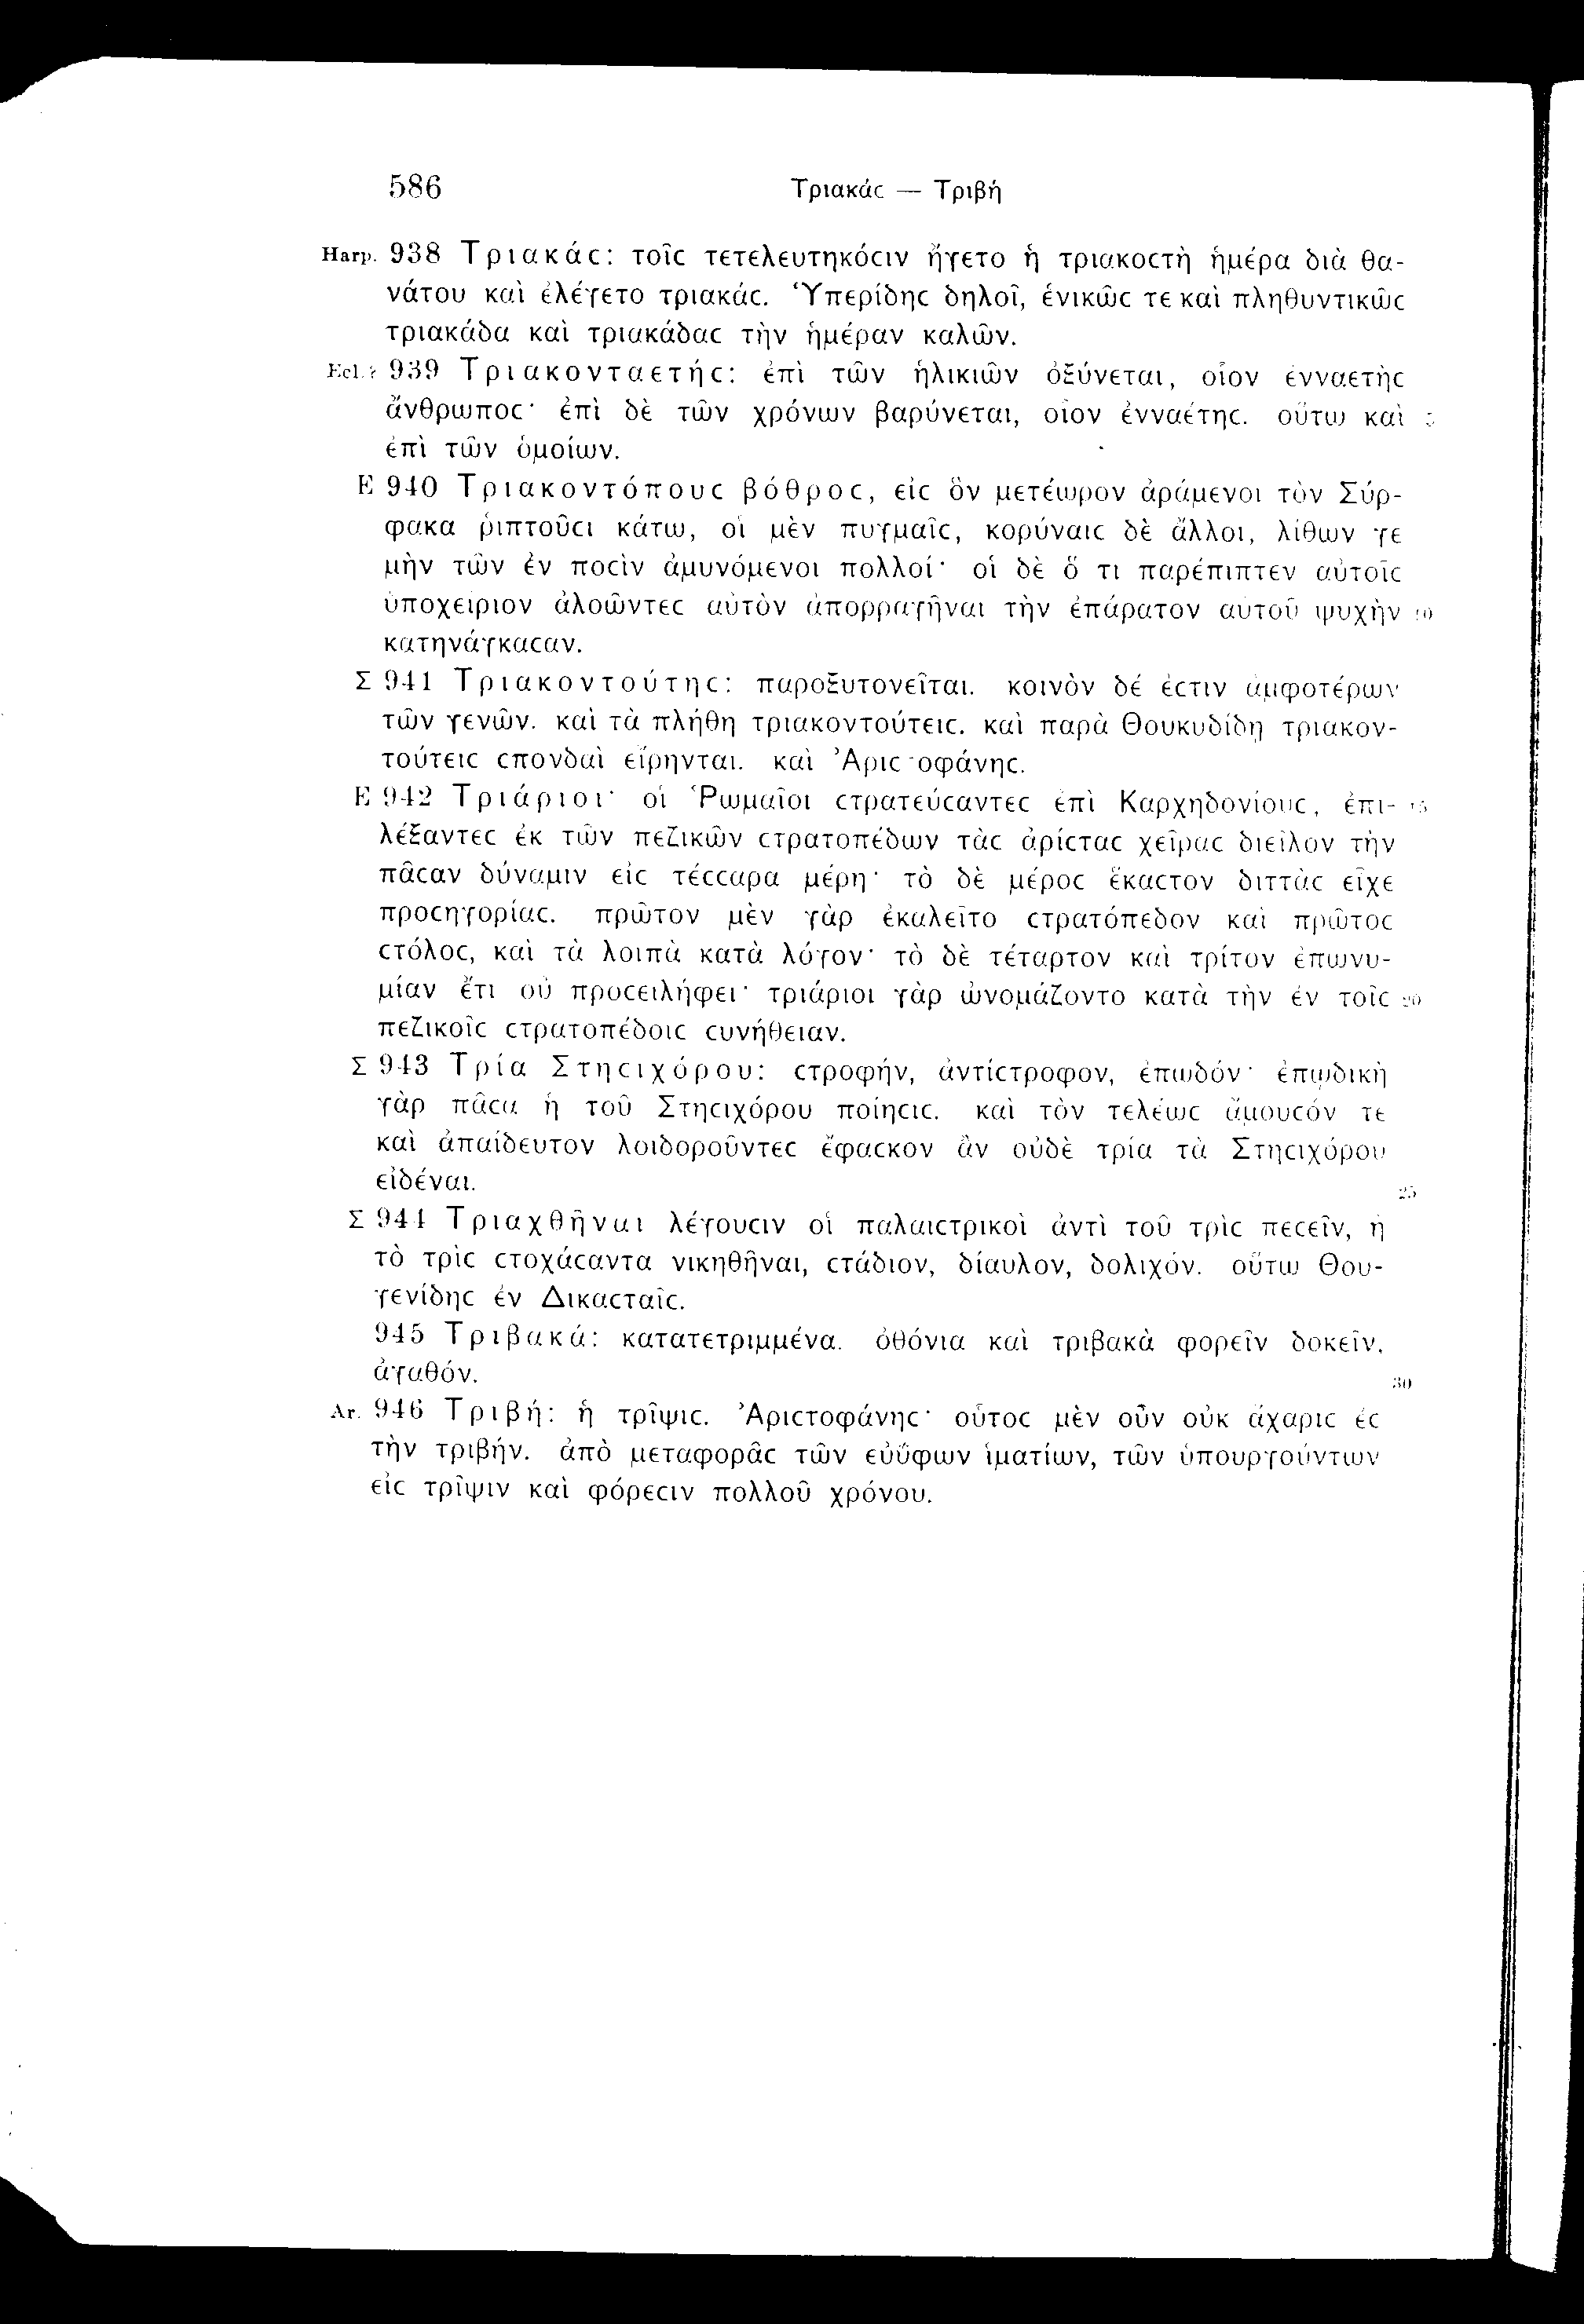 586 Τριακάϲ — Τριβή
Harp. 938 Τριακάϲ: τοῖϲ τετελευτηκόϲιν ἤγετο ἡ τριακοϲτὴ ἡμέρα διὰ θα-
νάτου καὶ ἐλέγετο τριακάϲ. Ὑπερίδηϲ δηλοῖ, ἑνικῶϲ τε καὶ πληθυντικῶϲ
τριακάδα καὶ τριακάδαϲ τὴν ἡμέραν καλῶν.
Ecl.? 939 Τριακονταετήϲ: ἐπὶ τῶν ἡλικιῶν ὀξύνεται, οἷον ἐνναετὴϲ
ἄνθρωποϲ· ἐπὶ δὲ τῶν χρόνων βαρύνεται, οἷον ἐνναέτηϲ. οὕτω καὶ 5
ἐπὶ τῶν ὁμοίων.
E 940 Τριακοντόπουϲ βόθροϲ, εἰϲ ὃν μετέωρον ἀράμενοι τὸν Σύρ-
φακα ῥιπτοῦϲι κάτω, οἱ μὲν πυγμαῖϲ, κορύναιϲ δὲ ἄλλοι, λίθων γε
μὴν τῶν ἐν ποϲὶν ἀμυνόμενοι πολλοί· οἱ δὲ ὅ τι παρέπιπτεν αὐτοῖϲ
ὑποχείριον ἀλοῶντεϲ αὐτὸν ἀπορραγῆναι τὴν ἐπάρατον αὐτοῦ ψυχὴν 10
κατηνάγκαϲαν.
Σ 941 Τριακοντούτηϲ: παροξυτονεῖται. κοινὸν δέ ἐϲτιν ἀμφοτέρων
τῶν γενῶν. καὶ τὰ πλήθη τριακοντούτειϲ. καὶ παρὰ Θουκυδίδῃ τριακον-
τούτειϲ ϲπονδαὶ εἴρηνται. καὶ Ἀριϲτοφάνηϲ.
E 942 Τριάριοι· οἱ Ῥωμαῖοι ϲτρατεύϲαντεϲ ἐπὶ Καρχηδονίουϲ, ἐπι- 15
λέξαντεϲ ἐκ τῶν πεζικῶν ϲτρατοπέδων τὰϲ ἀρίϲταϲ χεῖραϲ διεῖλον τὴν
πᾶϲαν δύναμιν εἰϲ τέϲϲαρα μέρη· τὸ δὲ μέροϲ ἕκαϲτον διττὰϲ εἶχε
προϲηγορίαϲ. πρῶτον μὲν γὰρ ἐκαλεῖτο ϲτρατόπεδον καὶ πρῶτοϲ
ϲτόλοϲ, καὶ τὰ λοιπὰ κατὰ λόγον· τὸ δὲ τέταρτον καὶ τρίτον ἐπωνυ-
μίαν ἔτι οὐ προϲειλήφει· τριάριοι γὰρ ὠνομάζοντο κατὰ τὴν ἐν τοῖϲ 20
πεζικοῖϲ ϲτρατοπέδοιϲ ϲυνήθειαν.
Σ 943 Τρία Στηϲιχόρου: ϲτροφήν, ἀντίϲτροφον, ἐπωδόν· ἐπῳδικὴ
γὰρ πᾶϲα ἡ τοῦ Στηϲιχόρου ποίηϲιϲ. καὶ τὸν τελέωϲ ἄμουϲόν τε
καὶ ἀπαίδευτον λοιδοροῦντεϲ ἔφαϲκον ἂν οὐδὲ τρία τὰ Στηϲιχόρου
εἰδέναι. 25
Σ 944 Τριαχθῆναι λέγουϲιν οἱ παλαιϲτρικοὶ ἀντὶ τοῦ τρὶϲ πεϲεῖν, ἢ
τὸ τρὶϲ ϲτοχάϲαντα νικηθῆναι, ϲτάδιον, δίαυλον, δολιχόν. οὕτω Θου-
γενίδηϲ ἐν Δικαϲταῖϲ.
945 Τριβακά: κατατετριμμένα. ὀθόνια καὶ τριβακὰ φορεῖν δοκεῖν.
ἀγαθόν. 30
Ar. 946 Τριβή: ἡ τρῖψιϲ. Ἀριϲτοφάνηϲ· οὗτοϲ μὲν οὖν οὐκ ἄχαριϲ ἐϲ
τὴν τριβήν. ἀπὸ μεταφορᾶϲ τῶν εὐΰφων ἱματίων, τῶν ὑπουργούντων
εἰϲ τρῖψιν καὶ φόρεϲιν πολλοῦ χρόνου.